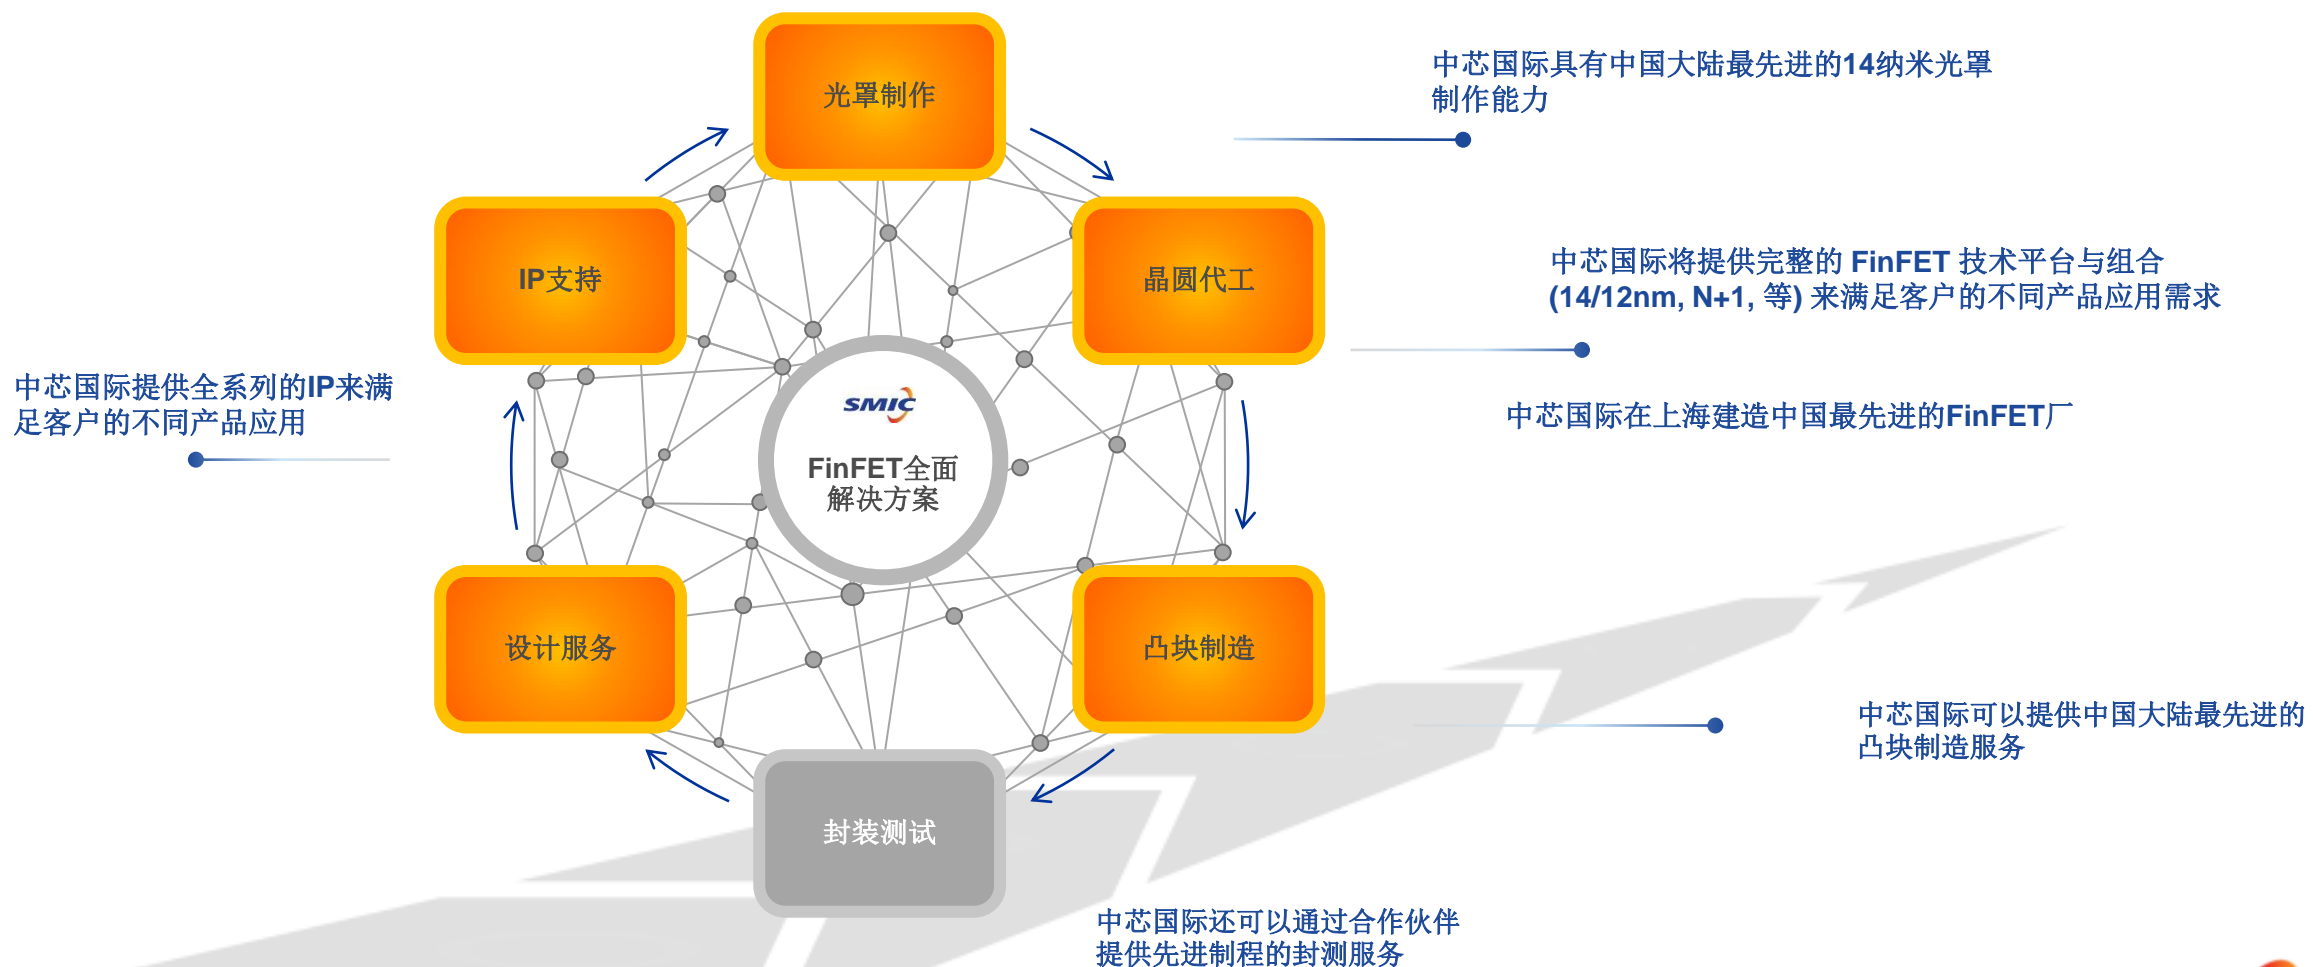 光罩制作
中芯国际具有中国大陆最先进的14纳米光罩
制作能力
IP支持
晶圆代工
中芯国际将提供完整的 FinFET 技术平台与组合
(14/12nm, N+1, 等) 来满足客户的不同产品应用需求
中芯国际提供全系列的IP来满
足客户的不同产品应用
SMIC
中芯国际在上海建造中国最先进的FinFET厂
FinFET全面
解决方案
设计服务
凸块制造
中芯国际可以提供中国大陆最先进的
凸块制造服务
封装测试
中芯国际还可以通过合作伙伴
提供先进制程的封测服务